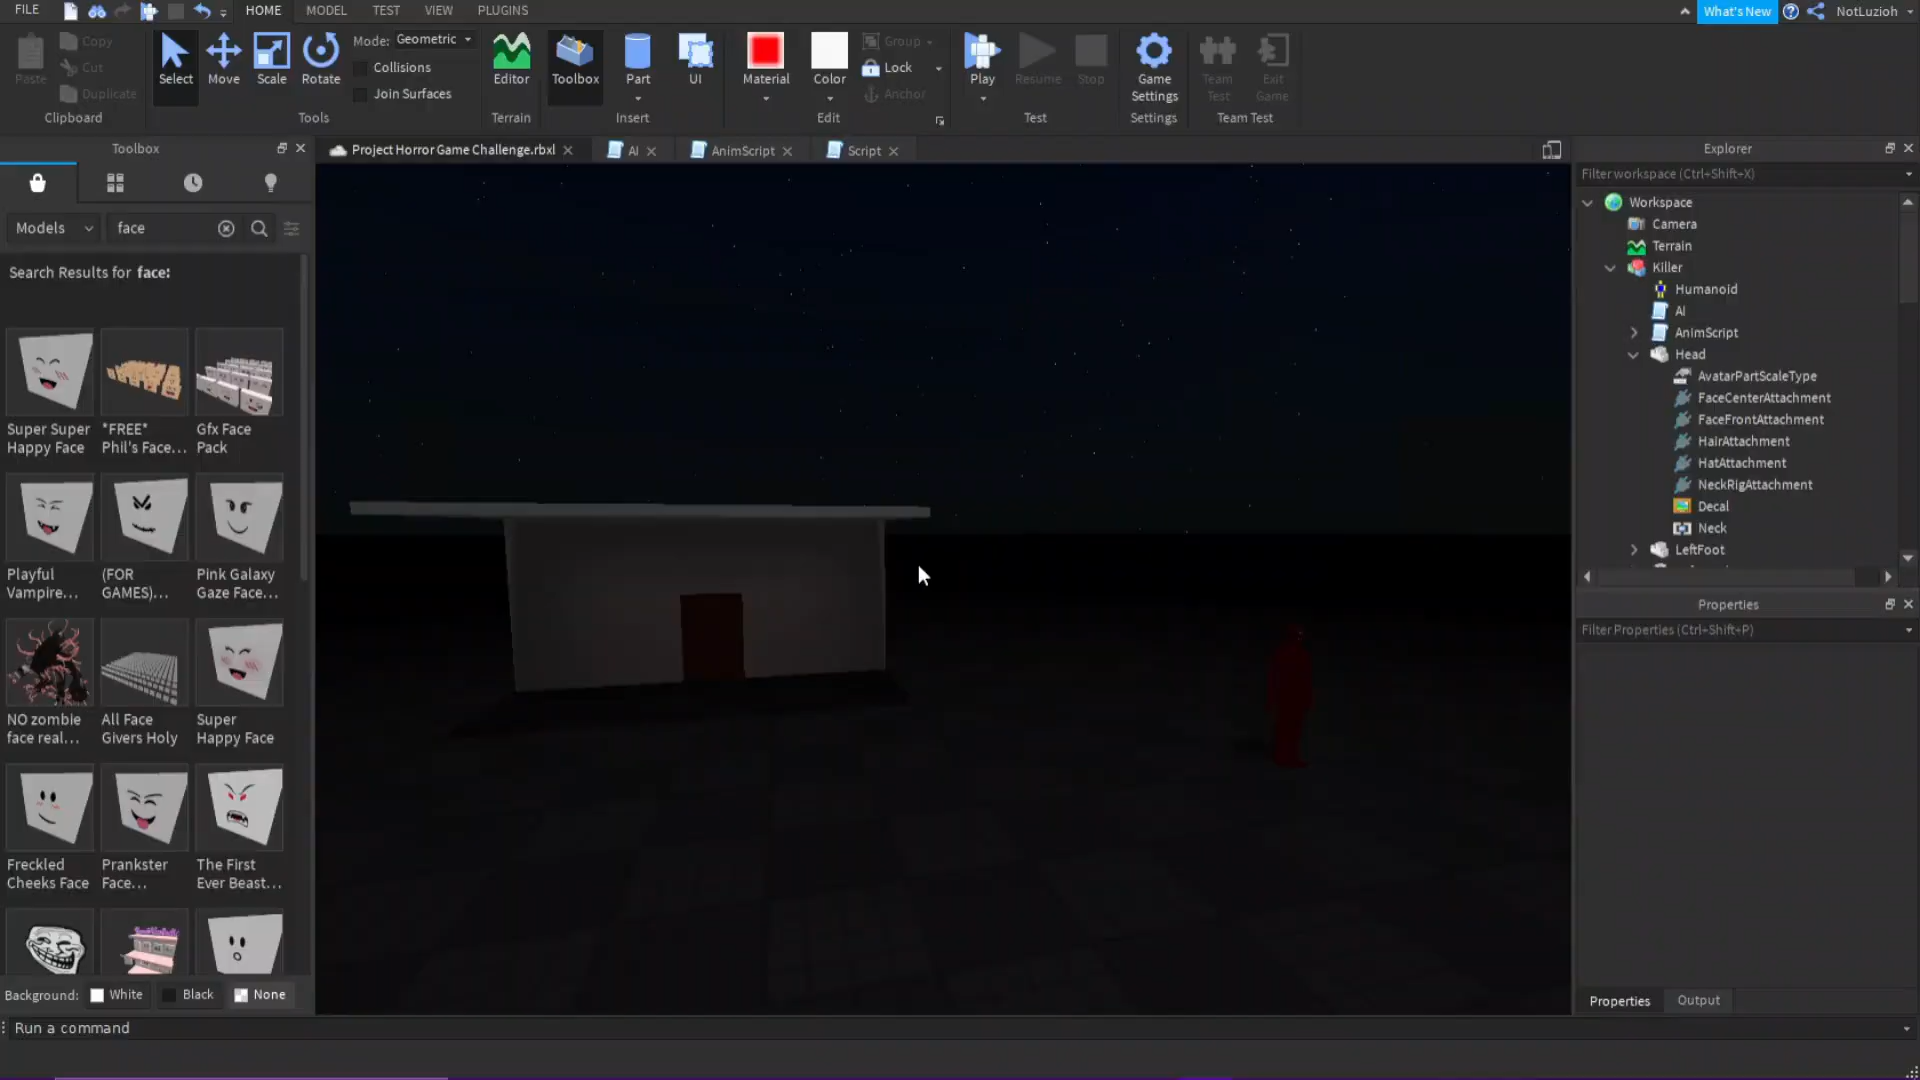 FILE
HOME
MODEL
TEST
VIEW
PLUGINS
What's New
NotLuzioh
Paste
Copy
Cut
Duplicate
Clipboard
Select
Move
Scale
Rotate
Mode: Geometric
Collisions
Join Surfaces
Tools
Editor
Terrain
Toolbox
Part
UI
Insert
Material
Color
Group
Lock
Anchor
Edit
Play
Resume
Stop
Test
Game
Settings
Settings
Team
Test
Exit
Game
Team Test
Toolbox
Project Horror Game Challenge.rbxl
AI
AnimScript
Script
Models
face
Search Results for face:
Super Super
Happy Face
*FREE*
Phil's Face...
Gfx Face
Pack
Playful
Vampire...
(FOR
GAMES)...
Pink Galaxy
Gaze Face...
NO zombie
face real...
All Face
Givers Holy
Super
Happy Face
Freckled
Cheeks Face
Prankster
Face...
The First
Ever Beast...
Background:
White
Black
None
Run a command
Explorer
Filter workspace (Ctrl+Shift+X)
Workspace
Camera
Terrain
Killer
Humanoid
AI
AnimScript
Head
AvatarPartScaleType
FaceCenterAttachment
FaceFrontAttachment
HairAttachment
HatAttachment
NeckRigAttachment
Decal
Neck
LeftFoot
Properties
Filter Properties (Ctrl+Shift+P)
Properties
Output